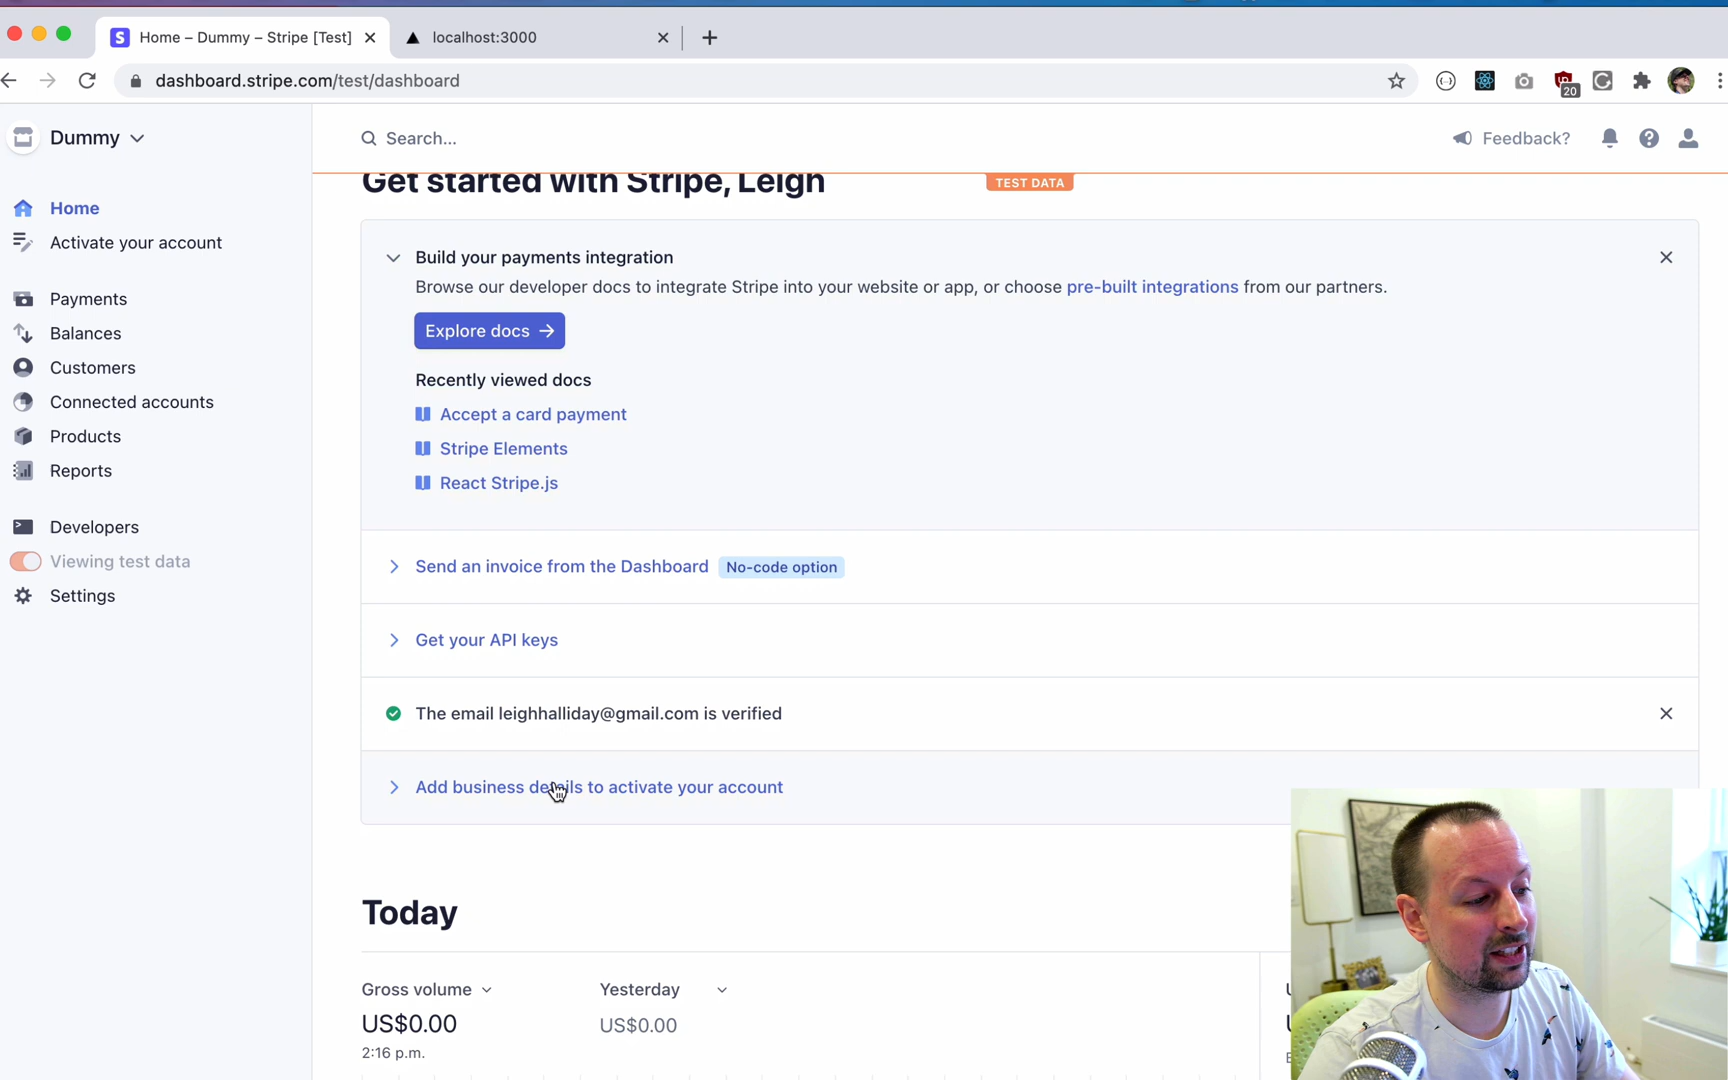 Home – Dummy – Stripe [Test]
localhost:3000
dashboard.stripe.com/test/dashboard
20
Dummy
Search...
Feedback?
Get started with Stripe, Leigh
TEST DATA
Home
Activate your account
Payments
Balances
Customers
Connected accounts
Products
Reports
Developers
Viewing test data
Settings
Build your payments integration
Browse our developer docs to integrate Stripe into your website or app, or choose pre-built integrations from our partners.
Explore docs →
Recently viewed docs
Accept a card payment
Stripe Elements
React Stripe.js
Send an invoice from the Dashboard No-code option
Get your API keys
The email leighhalliday@gmail.com is verified
Add business details to activate your account
Today
Gross volume
Yesterday
US$0.00
US$0.00
2:16 p.m.